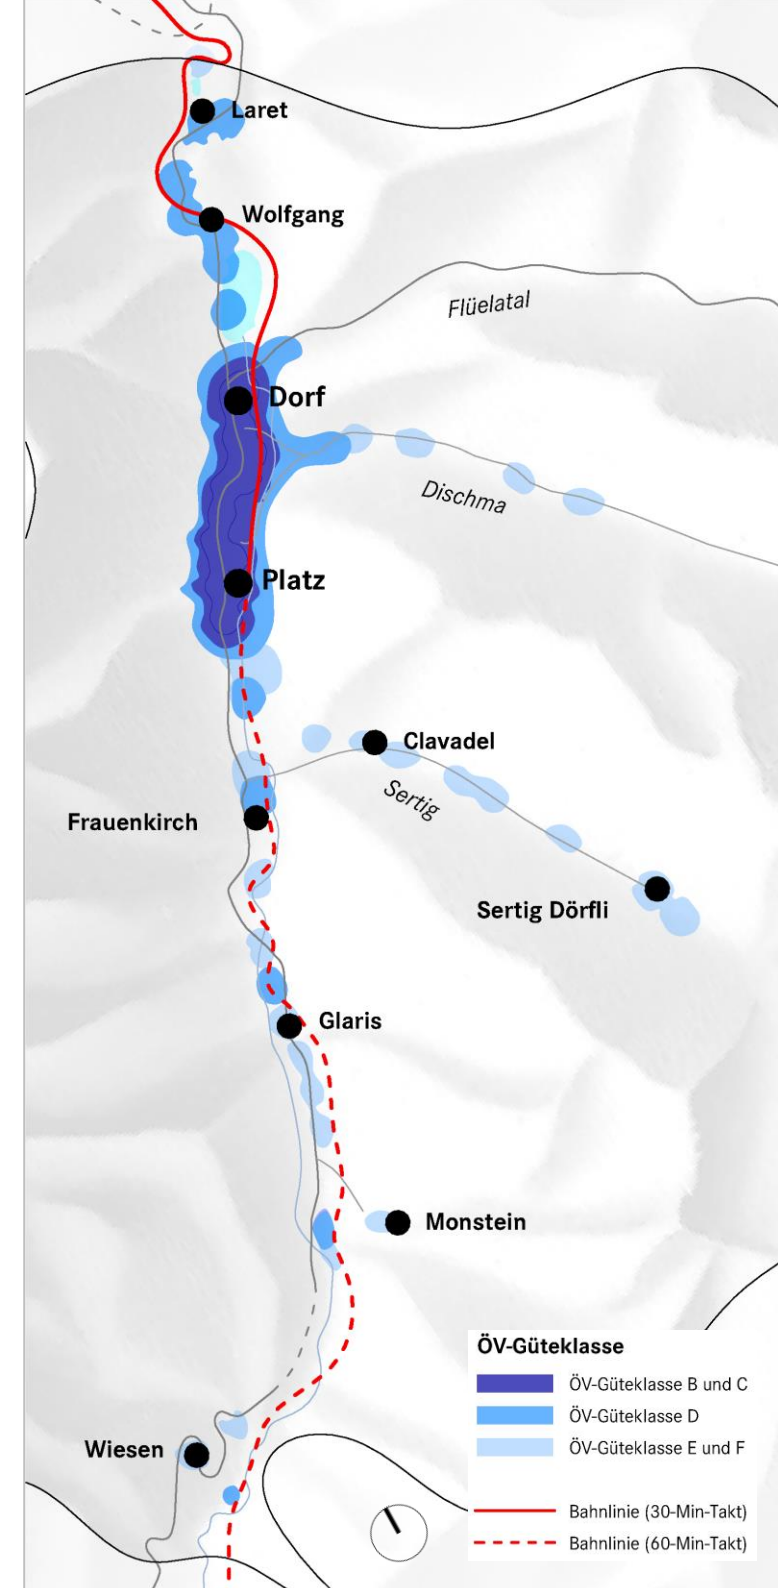 Laret
Wolfgang
Flüelatal
Dorf
Dischma
Platz
Clavadel
Sertig
Frauenkirch
Sertig Dörfli
Glaris
Monstein
ÖV-Güteklasse
ÖV-Güteklasse B und C
ÖV-Güteklasse D
ÖV-Güteklasse E und F
Wiesen
Bahnlinie (30-Min-Takt)
Bahnlinie (60-Min-Takt)